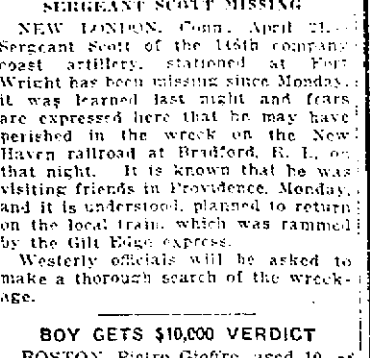 SERGEANT SCOTT MISSING
NEW LONDON, Conn., April 21.—
Sergeant Scott of the 146th company
coast artillery, stationed at Fort
Wright has been missing since Monday,
it was learned last night and fears
are expressed here that he may have
perished in the wreck on the New
Haven railroad at Bradford, R. I., on
that night. It is known that he was
visiting friends in Providence, Monday,
and it is understood, planned to return
on the local train, which was rammed
by the Gilt Edge express.
Westerly officials will be asked to
make a thorough search of the wreck-
age.
BOY GETS $10,000 VERDICT
BOSTON, Pietro Gioffre, aged 10, of